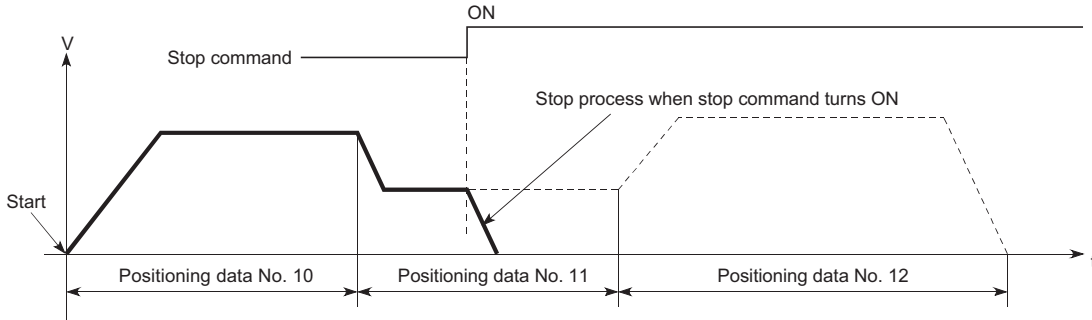 ON
V
Stop command
Stop process when stop command turns ON
Start
Positioning data No. 10
Positioning data No. 11
Positioning data No. 12